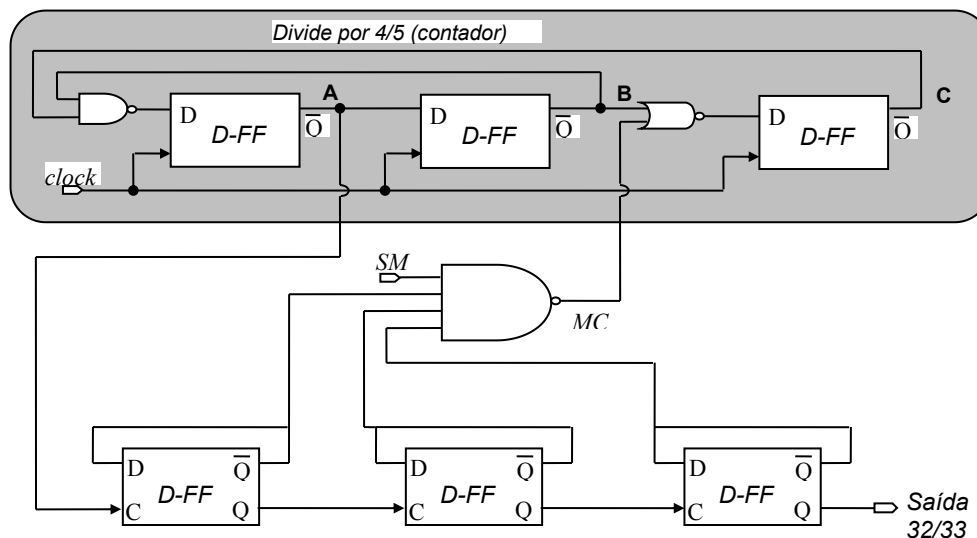 Divide por 4/5 (contador)
A
B
C
D
Q
D-FF
D
Q
D-FF
D
Q
D-FF
clock
SM
MC
D
Q
D-FF
C
Q
D
Q
D-FF
C
Q
D
Q
D-FF
C
Q
Saída
32/33